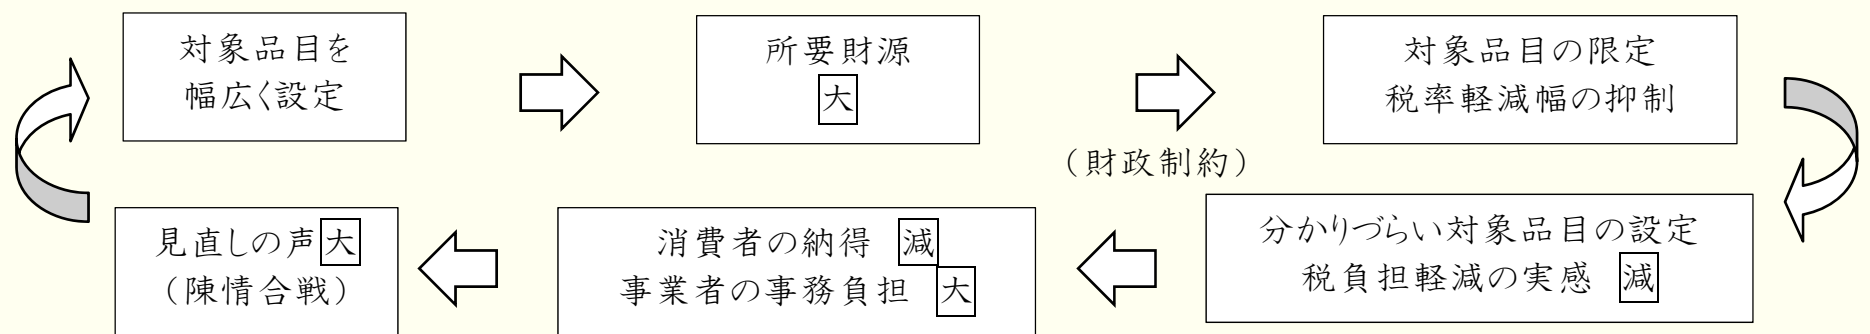 対象品目を
幅広く設定
所要財源
大
(財政制約)
対象品目の限定
税率軽減幅の抑制
分かりづらい対象品目の設定
税負担軽減の実感 減
消費者の納得 減
事業者の事務負担 大
見直しの声大
(陳情合戦)